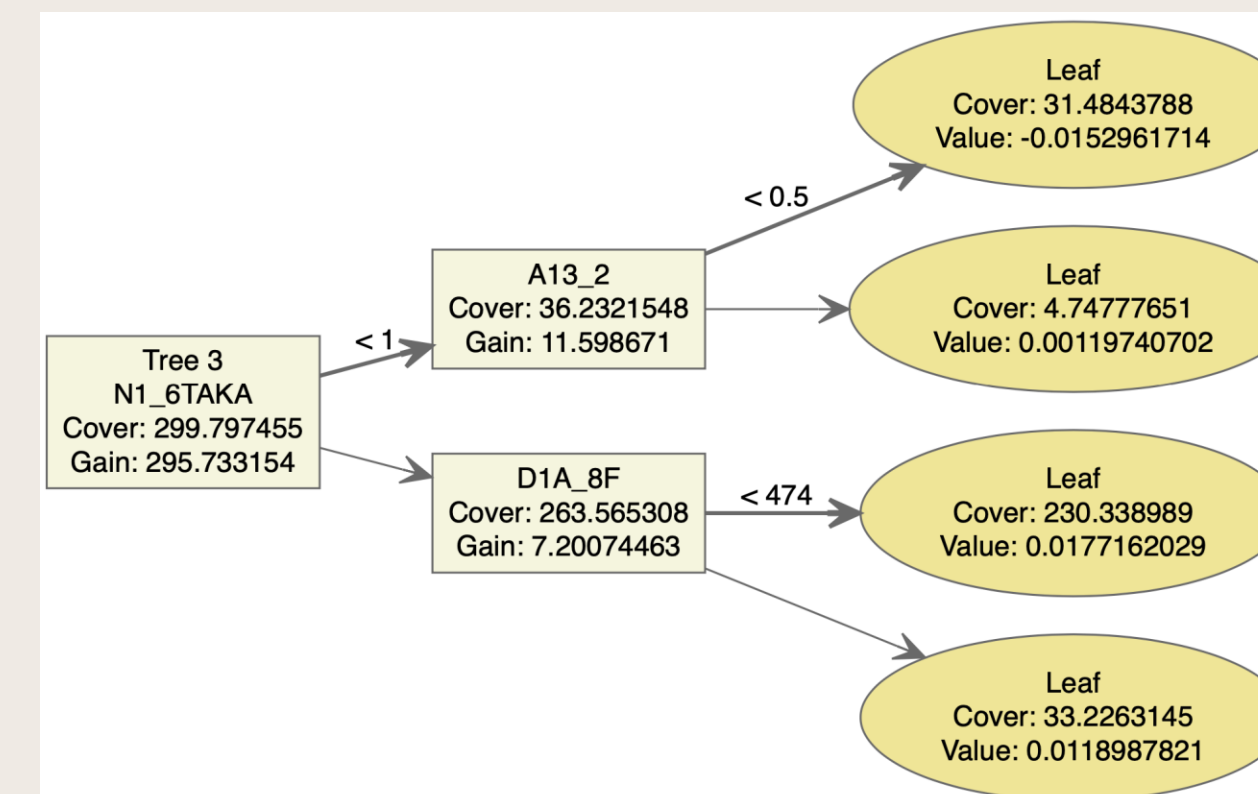 Tree 3
N1_6TAKA
Cover: 299.797455
Gain: 295.733154
< 1
A13_2
Cover: 36.2321548
Gain: 11.598671
< 0.5
Leaf
Cover: 31.4843788
Value: -0.0152961714
Leaf
Cover: 4.74777651
Value: 0.00119740702
D1A_8F
Cover: 263.565308
Gain: 7.20074463
< 474
Leaf
Cover: 230.338989
Value: 0.0177162029
Leaf
Cover: 33.2263145
Value: 0.0118987821